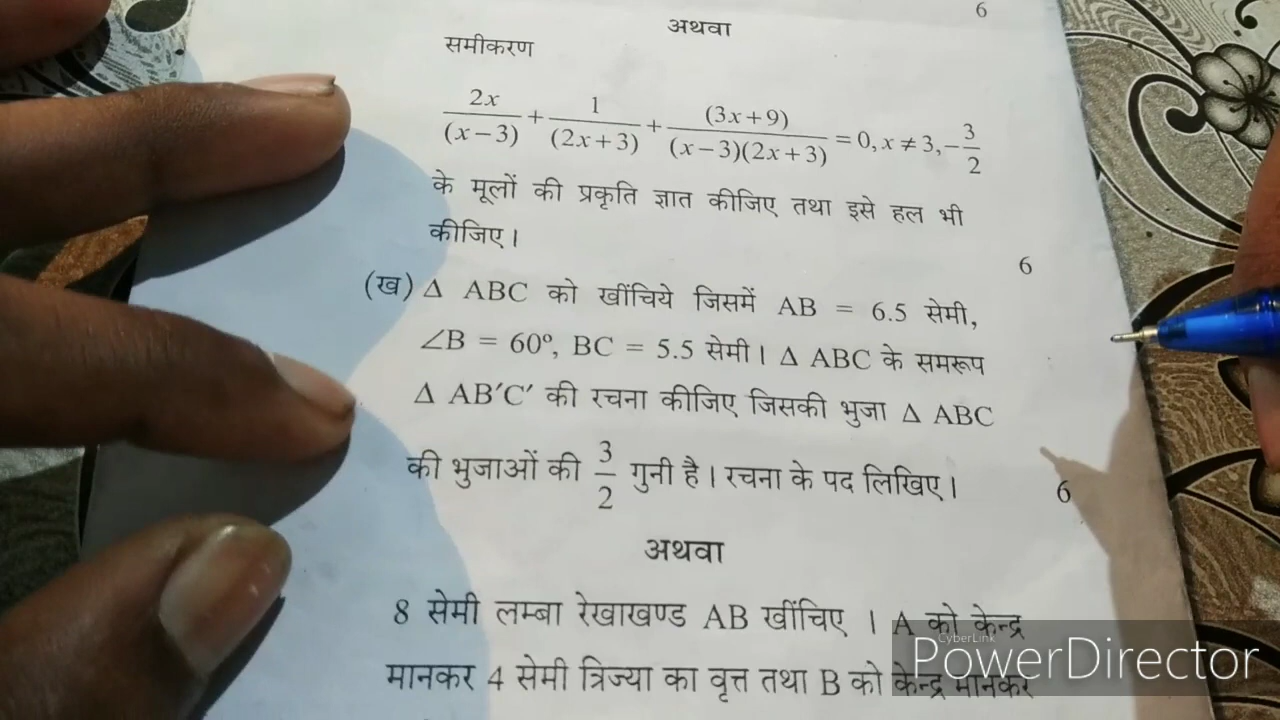 6
अथवा
समीकरण
2x/(x−3) + 1/(2x+3) + (3x+9)/((x−3)(2x+3)) = 0, x ≠ 3, −3/2
के मूलों की प्रकृति ज्ञात कीजिए तथा इसे हल भी
कीजिए।
6
(ख) Δ ABC को खींचिये जिसमें AB = 6.5 सेमी,
∠B = 60°, BC = 5.5 सेमी। Δ ABC के समरूप
Δ AB′C′ की रचना कीजिए जिसकी भुजा Δ ABC
की भुजाओं की 3/2 गुनी है। रचना के पद लिखिए।
6
अथवा
8 सेमी लम्बा रेखाखण्ड AB खींचिए । A को केन्द्र
मानकर 4 सेमी त्रिज्या का वृत्त तथा B को केन्द्र मानकर
CyberLink
PowerDirector